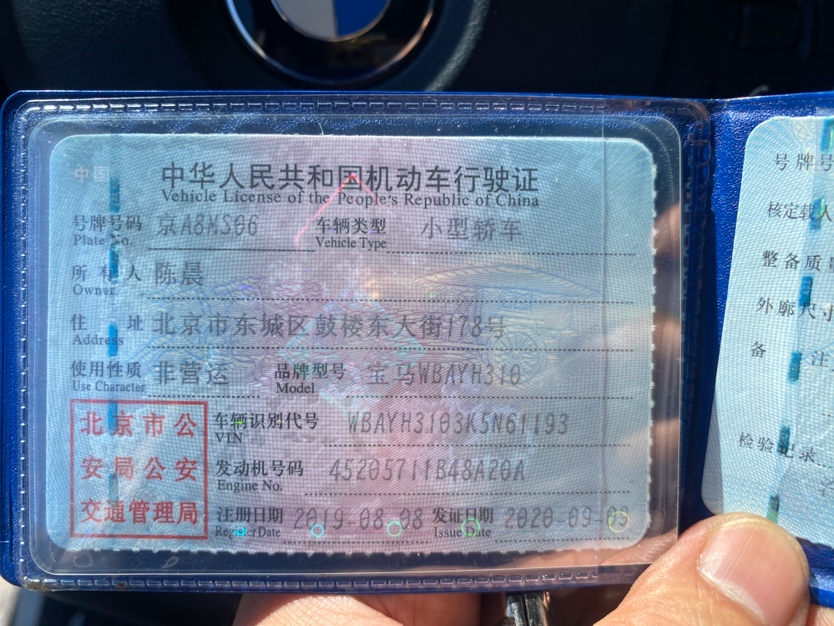 中国
中华人民共和国机动车行驶证
Vehicle License of the People's Republic of China
号牌号码 京A8MS06 车辆类型 小型轿车
Plate No. Vehicle Type
所有人 陈晨
Owner
住址 北京市东城区鼓楼东大街178号
Address
使用性质 非营运 品牌型号 宝马WBAYH310
Use Character Model
北京市公安局公安交通管理局
车辆识别代号 WBAYH3103K5N61193
VIN
发动机号码 45205711B48A20A
Engine No.
注册日期 2019-08-08 发证日期 2020-09-03
Register Date Issue Date
号牌号
核定载人
整备质量
外廓尺寸
备注
检验记录